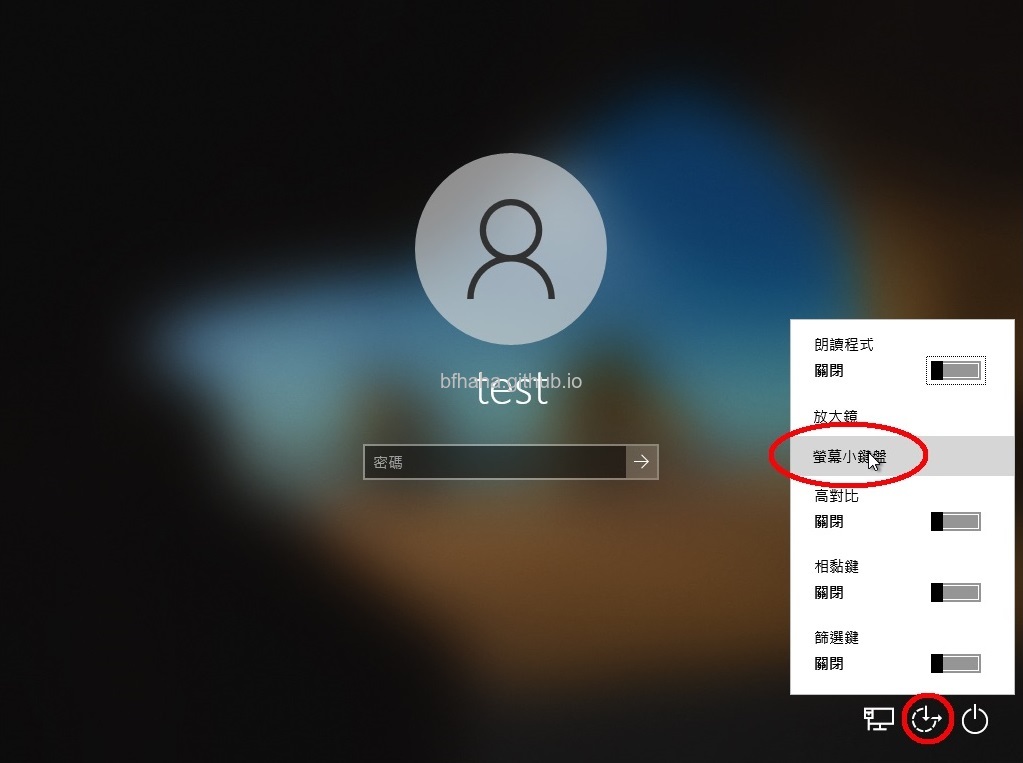 bfhaha.github.io
test
密碼
朗讀程式
關閉
放大鏡
螢幕小鍵盤
高對比
關閉
相黏鍵
關閉
篩選鍵
關閉